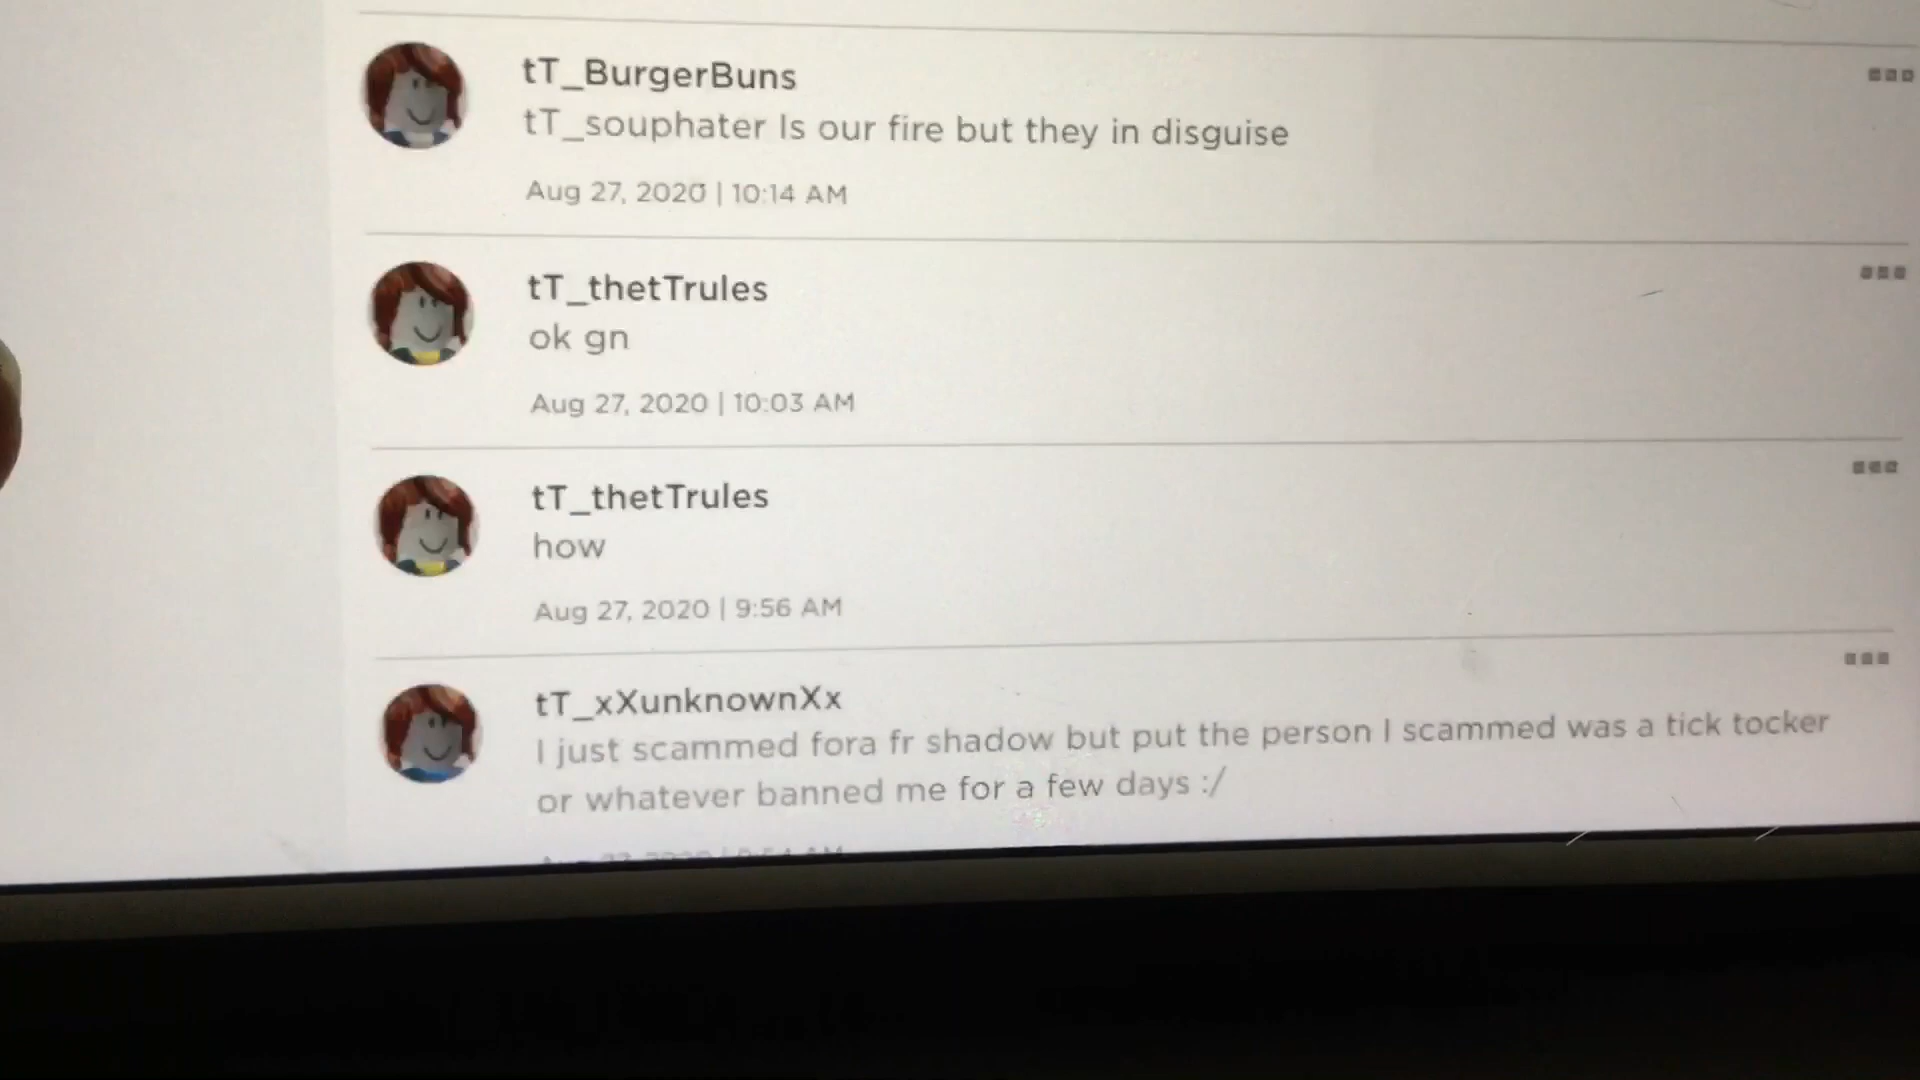 tT_BurgerBuns
tT_souphater Is our fire but they in disguise
Aug 27, 2020 | 10:14 AM
tT_thetTrules
ok gn
Aug 27, 2020 | 10:03 AM
tT_thetTrules
how
Aug 27, 2020 | 9:56 AM
tT_xXunknownXx
I just scammed fora fr shadow but put the person I scammed was a tick tocker
or whatever banned me for a few days :/